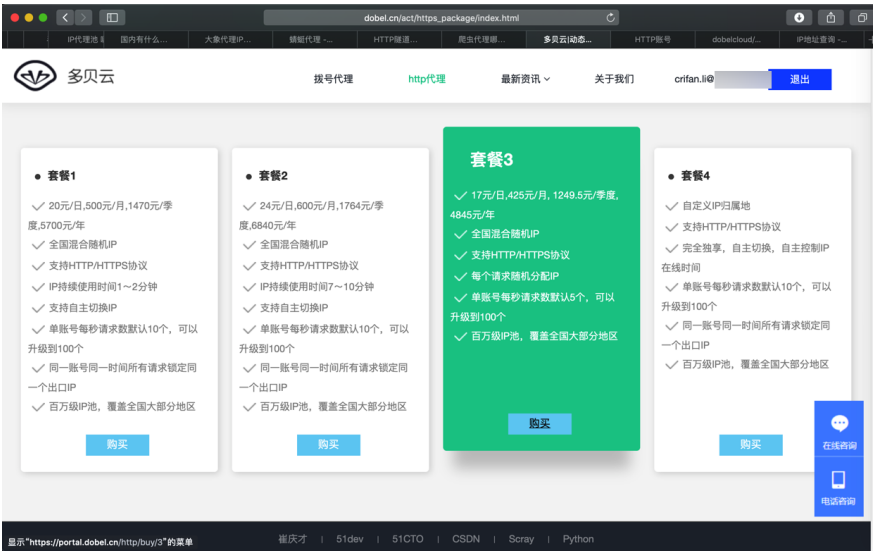 dobel.cn/act/https_package/index.html
IP代理池 国内有什么... 大象代理IP... 蜻蜓代理 -... HTTP隧道... 爬虫代理哪... 多贝云|动态... HTTP账号 dobelcloud/... IP地址查询 -...
多贝云 拨号代理 http代理 最新资讯 关于我们 crifan.li@ 退出
套餐1
20元/日,500元/月,1470元/季
度,5700元/年
全国混合随机IP
支持HTTP/HTTPS协议
IP持续使用时间1~2分钟
支持自主切换IP
单账号每秒请求数默认10个，可以
升级到100个
同一账号同一时间所有请求锁定同
一个出口IP
百万级IP池，覆盖全国大部分地区
购买
套餐2
24元/日,600元/月,1764元/季
度,6840元/年
全国混合随机IP
支持HTTP/HTTPS协议
IP持续使用时间7~10分钟
支持自主切换IP
单账号每秒请求数默认10个，可以
升级到100个
同一账号同一时间所有请求锁定同
一个出口IP
百万级IP池，覆盖全国大部分地区
购买
套餐3
17元/日,425元/月, 1249.5元/季度,
4845元/年
全国混合随机IP
支持HTTP/HTTPS协议
每个请求随机分配IP
单账号每秒请求数默认5个，可以
升级到100个
百万级IP池，覆盖全国大部分地区
购买
套餐4
自定义IP归属地
支持HTTP/HTTPS协议
完全独享，自主切换，自主控制IP
在线时间
单账号每秒请求数默认10个，可以
升级到100个
同一账号同一时间所有请求锁定同
一个出口IP
百万级IP池，覆盖全国大部分地区
购买
在线咨询
电话咨询
崔庆才 | 51dev | 51CTO | CSDN | Scray | Python
显示"https://portal.dobel.cn/http/buy/3"的菜单